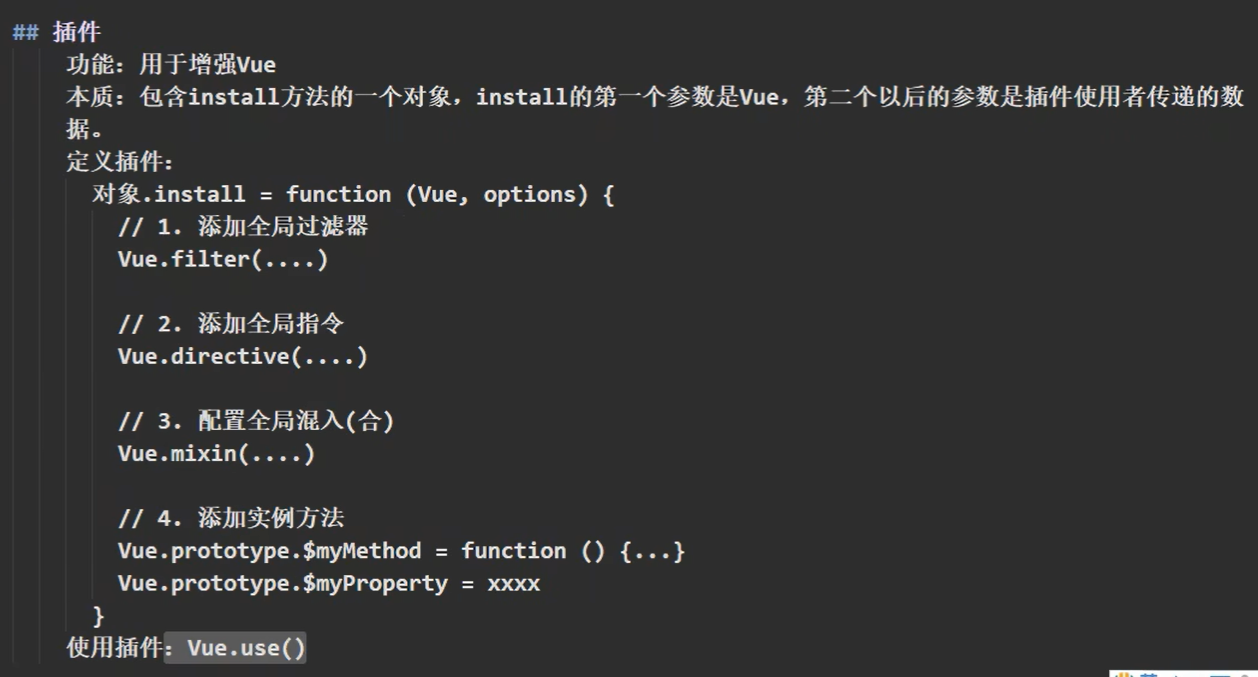 ## 插件
功能：用于增强Vue
本质：包含install方法的一个对象，install的第一个参数是Vue，第二个以后的参数是插件使用者传递的数
据。
定义插件：
对象.install = function (Vue, options) {
// 1. 添加全局过滤器
Vue.filter(....)
// 2. 添加全局指令
Vue.directive(....)
// 3. 配置全局混入(合)
Vue.mixin(....)
// 4. 添加实例方法
Vue.prototype.$myMethod = function () {...}
Vue.prototype.$myProperty = xxxx
}
使用插件：Vue.use()